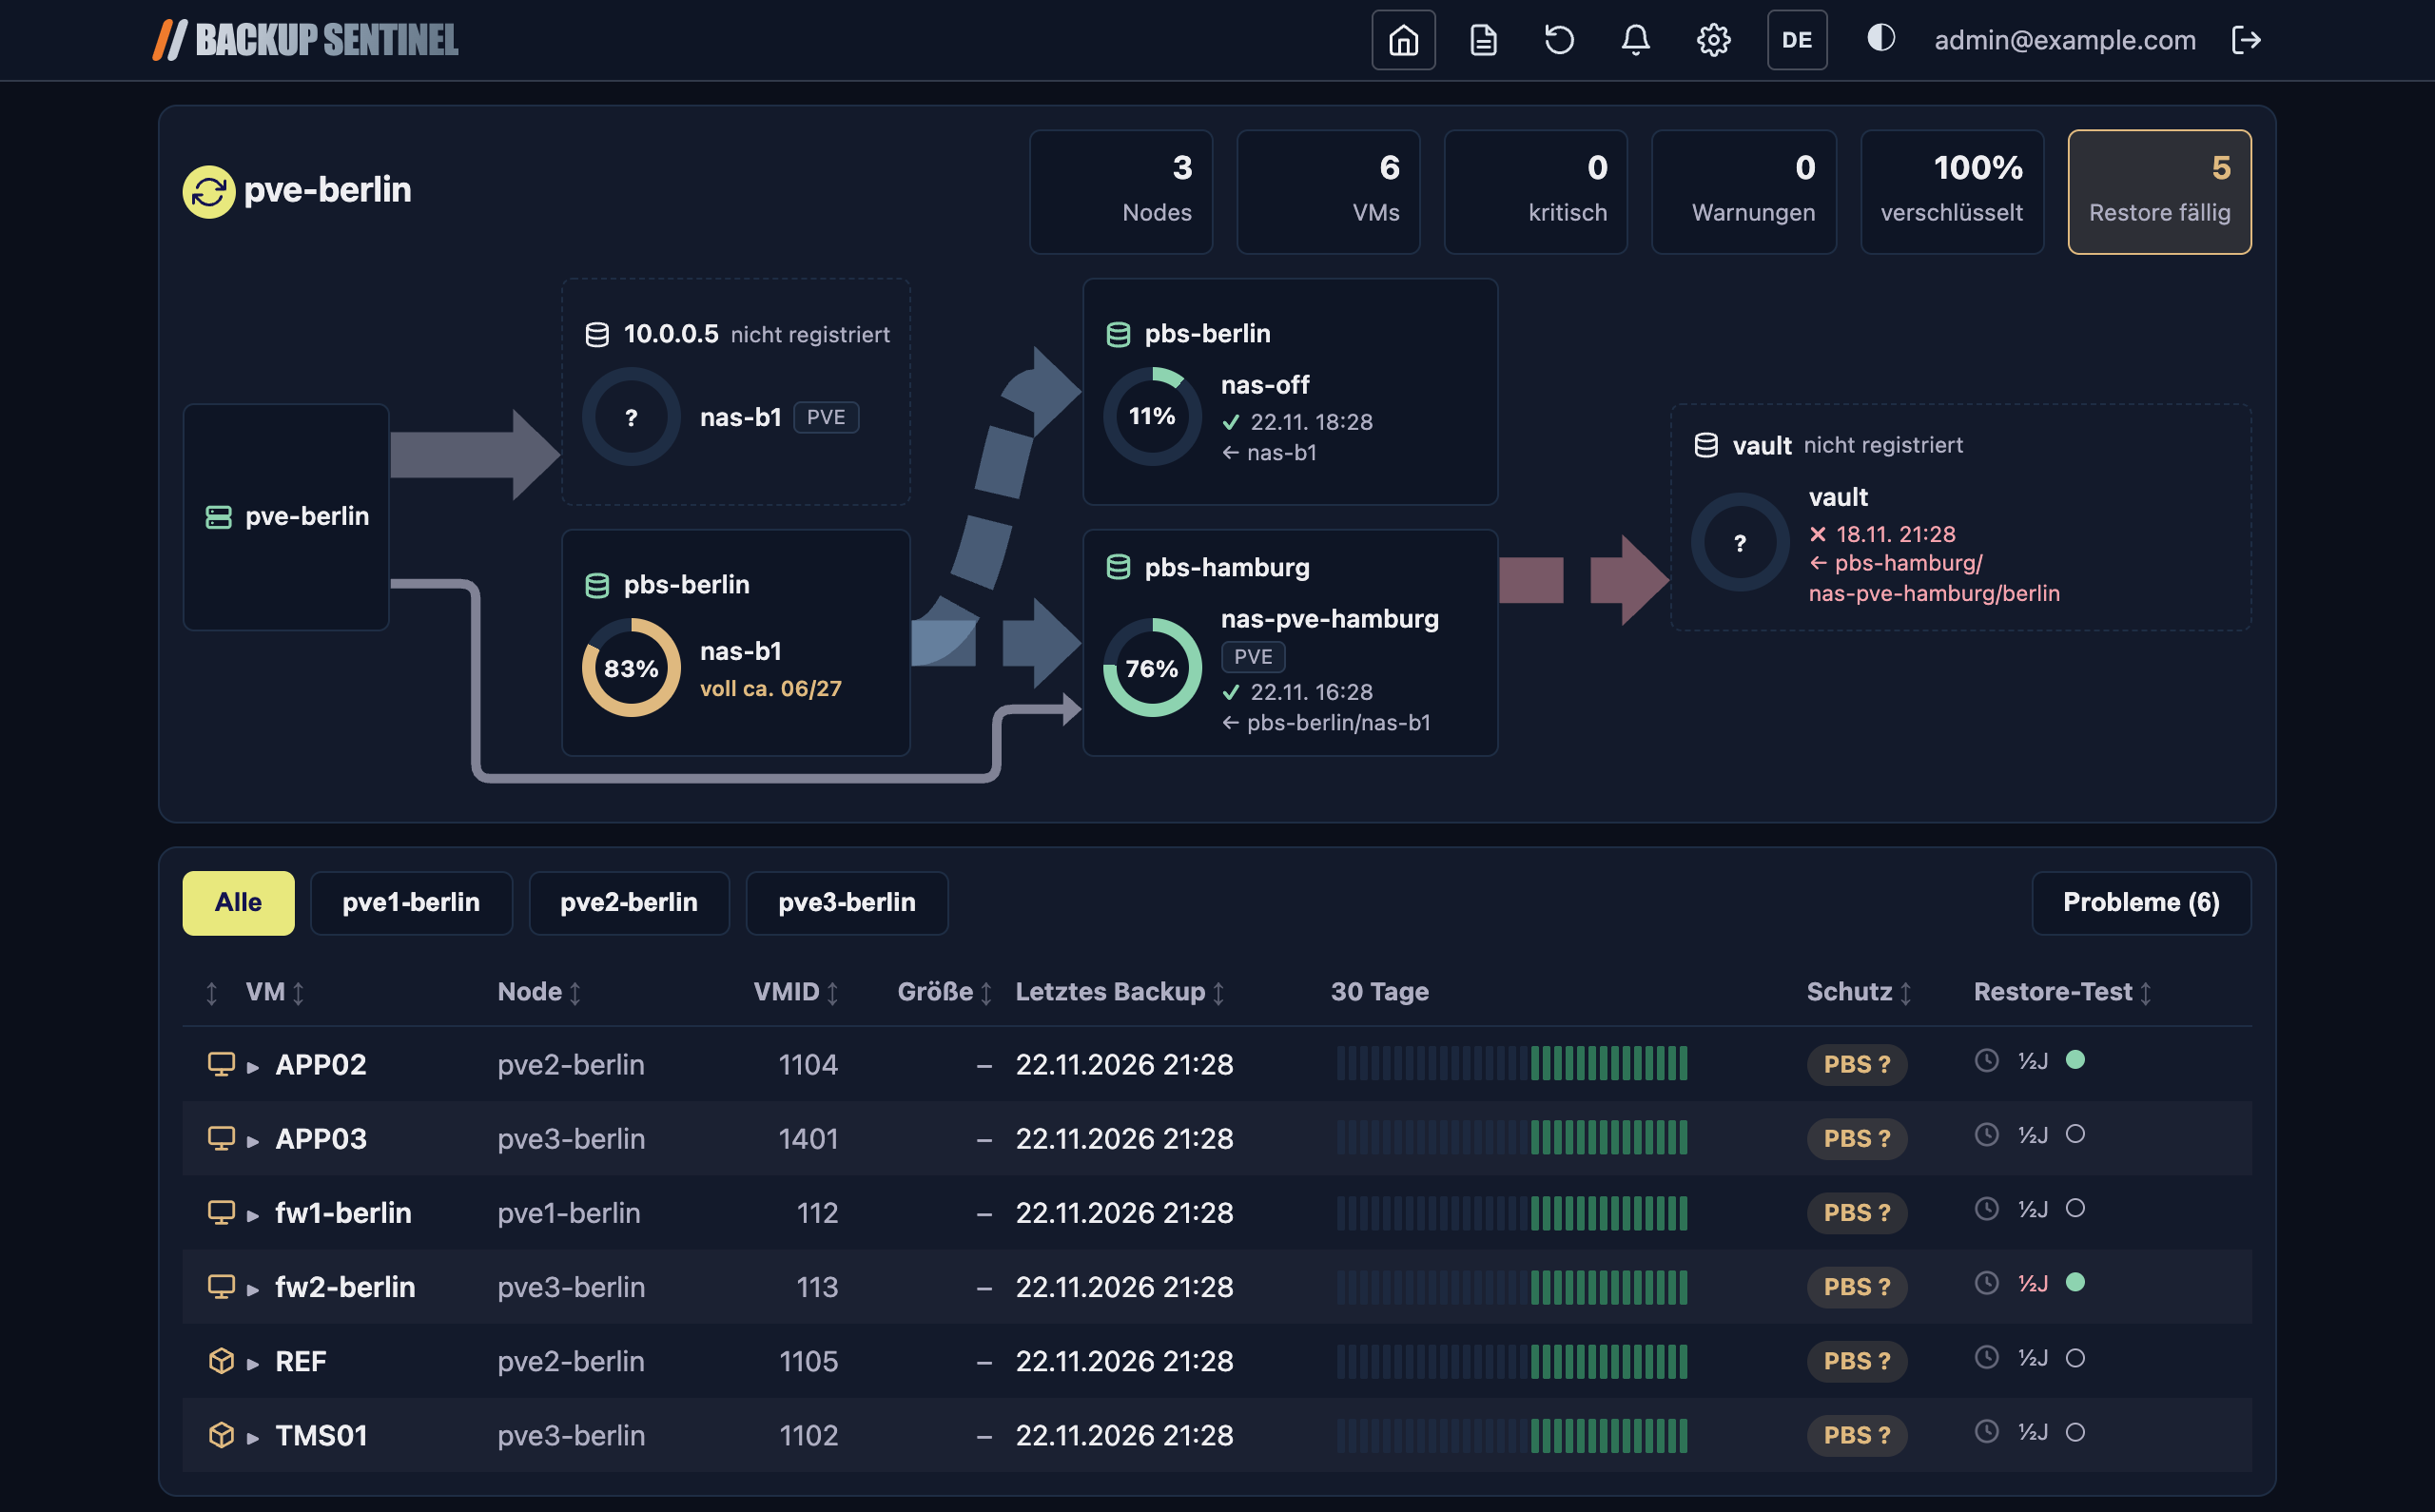 BACKUP SENTINEL
DE
admin@example.com
pve-berlin
3
Nodes
6
VMs
0
kritisch
0
Warnungen
100%
verschlüsselt
5
Restore fällig
pve-berlin
10.0.0.5 nicht registriert
?
nas-b1 PVE
pbs-berlin
83%
nas-b1
voll ca. 06/27
pbs-berlin
11%
nas-off
✓ 22.11. 18:28
← nas-b1
pbs-hamburg
76%
nas-pve-hamburg
PVE
✓ 22.11. 16:28
← pbs-berlin/nas-b1
vault nicht registriert
?
vault
✕ 18.11. 21:28
← pbs-hamburg/
nas-pve-hamburg/berlin
Alle
pve1-berlin
pve2-berlin
pve3-berlin
Probleme (6)
VM Node VMID Größe Letztes Backup 30 Tage Schutz Restore-Test
APP02 pve2-berlin 1104 – 22.11.2026 21:28 PBS ? ½J
APP03 pve3-berlin 1401 – 22.11.2026 21:28 PBS ? ½J
fw1-berlin pve1-berlin 112 – 22.11.2026 21:28 PBS ? ½J
fw2-berlin pve3-berlin 113 – 22.11.2026 21:28 PBS ? ½J
REF pve2-berlin 1105 – 22.11.2026 21:28 PBS ? ½J
TMS01 pve3-berlin 1102 – 22.11.2026 21:28 PBS ? ½J